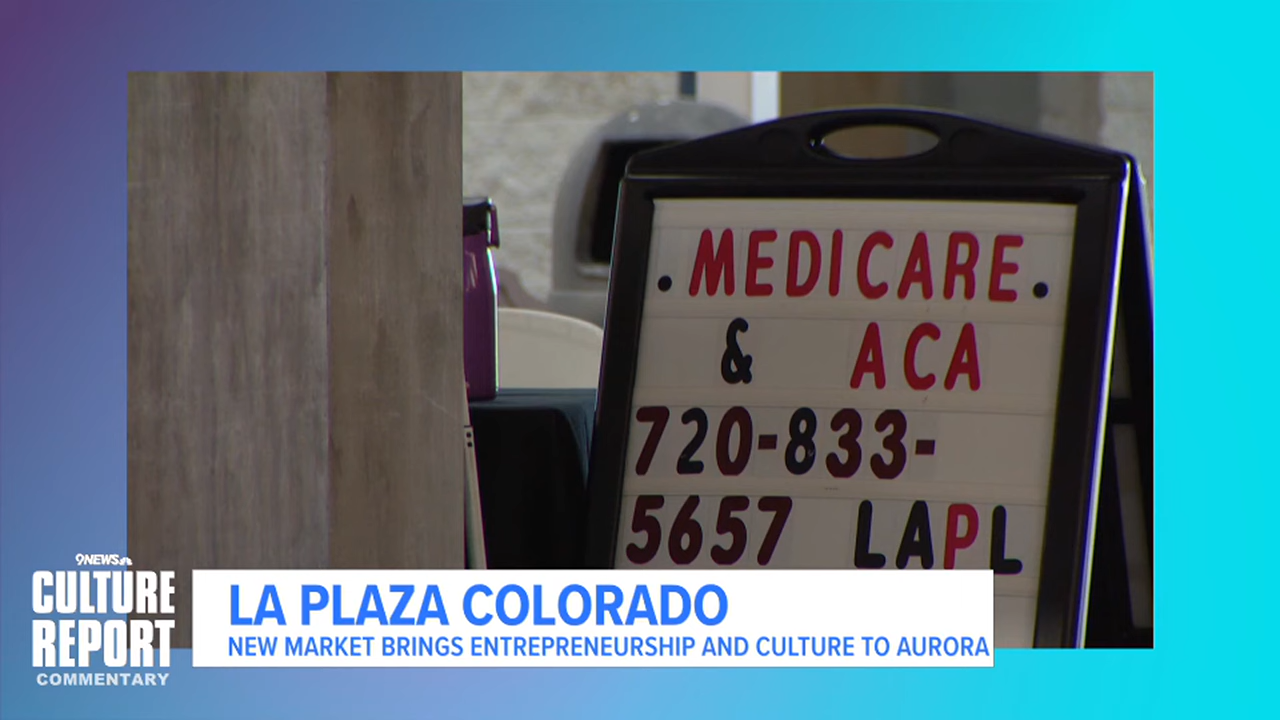 . MEDICARE .
& ACA
720-833-
5657 LAPL
9NEWS
CULTURE
REPORT
COMMENTARY
LA PLAZA COLORADO
NEW MARKET BRINGS ENTREPRENEURSHIP AND CULTURE TO AURORA